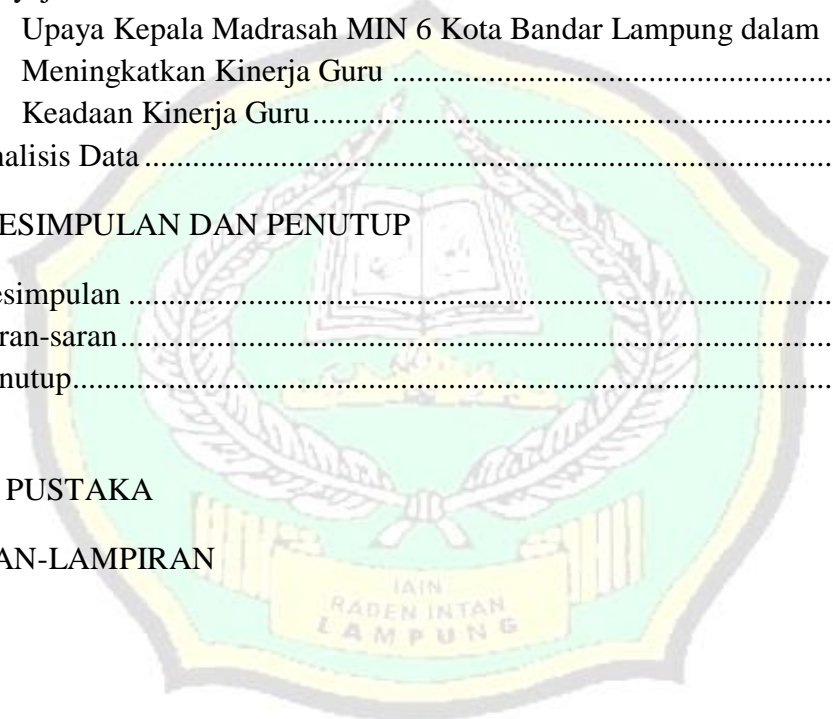 Upaya Kepala Madrasah MIN 6 Kota Bandar Lampung dalam
Meningkatkan Kinerja Guru ................................................
Keadaan Kinerja Guru.........................................................
nalisis Data ..........................................................................
ESIMPULAN DAN PENUTUP
esimpulan ............................................................................
ran-saran..............................................................................
nutup....................................................................................
PUSTAKA
AN-LAMPIRAN
IAIN
RADEN INTAN
LAMPUNG